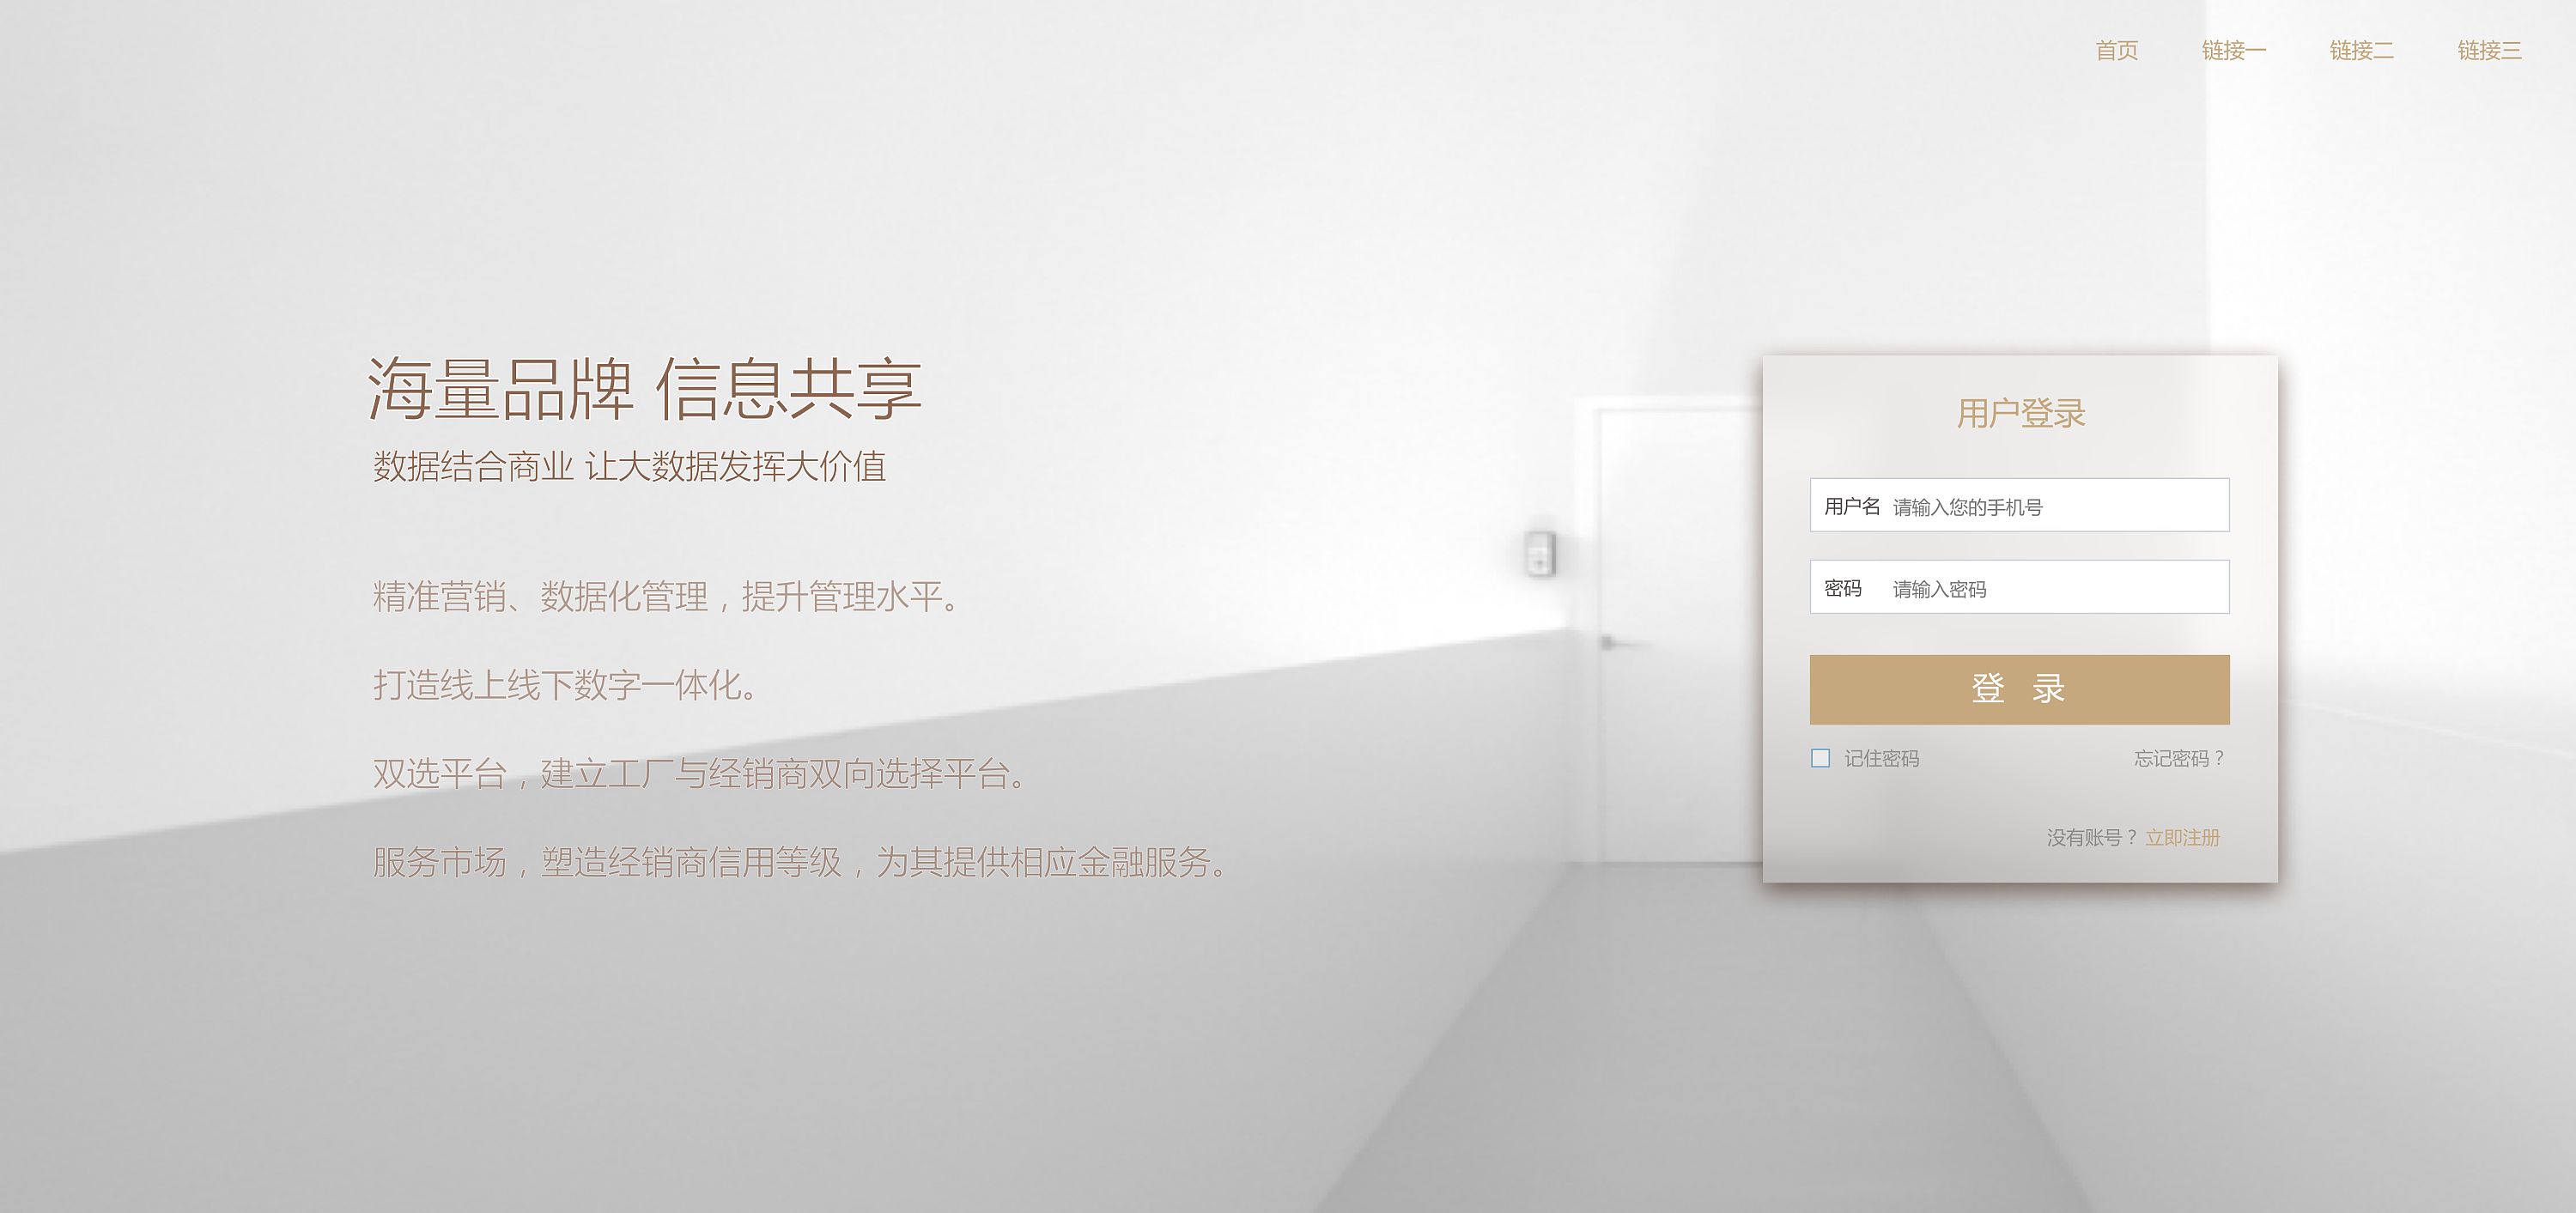 首页 链接一 链接二 链接三
海量品牌 信息共享
数据结合商业 让大数据发挥大价值
精准营销、数据化管理，提升管理水平。
打造线上线下数字一体化。
双选平台，建立工厂与经销商双向选择平台。
服务市场，塑造经销商信用等级，为其提供相应金融服务。
用户登录
用户名 请输入您的手机号
密码 请输入密码
登 录
记住密码 忘记密码？
没有账号？立即注册